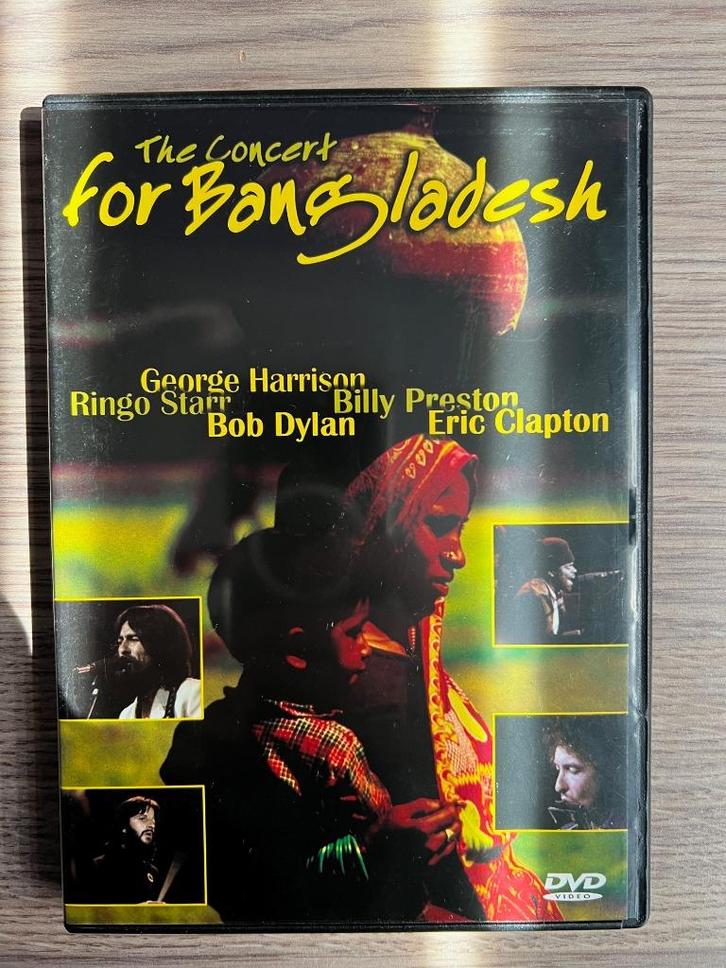 The Concert
for Bangladesh
George Harrison
Ringo Starr Billy Preston
Bob Dylan Eric Clapton
DVD
VIDEO